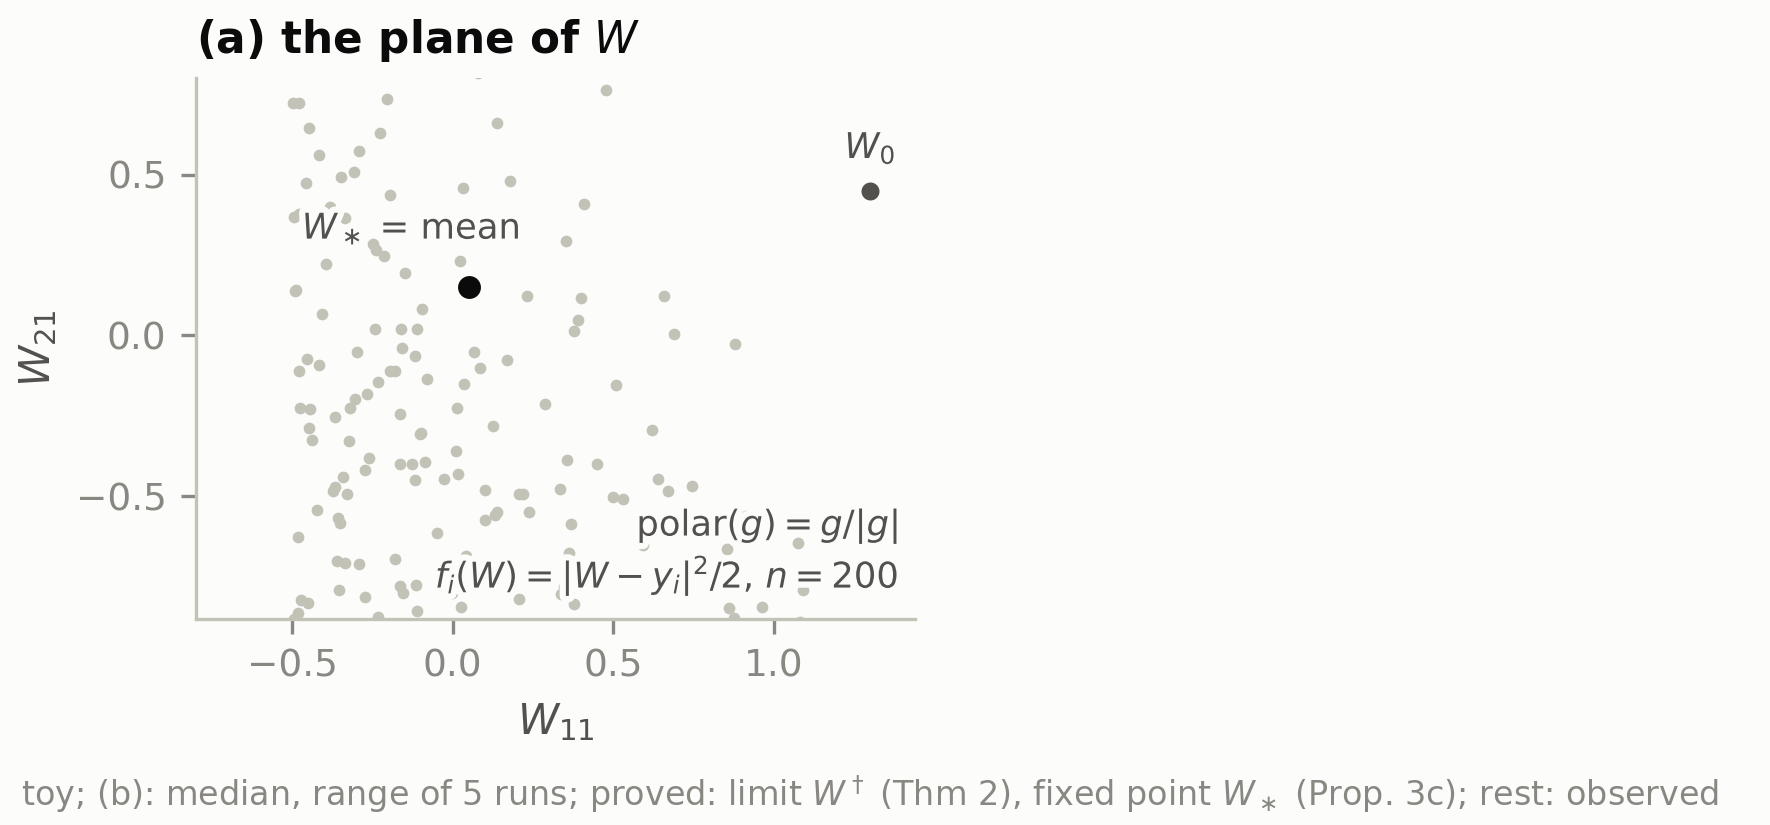 (a) the plane of W
W₀
0.5
W∗ = mean
0.0
W₂₁
−0.5
polar(g) = g/|g|
fᵢ(W) = |W − yᵢ|²/2, n = 200
−0.5 0.0 0.5 1.0
W₁₁
toy; (b): median, range of 5 runs; proved: limit W† (Thm 2), fixed point W∗ (Prop. 3c); rest: observed